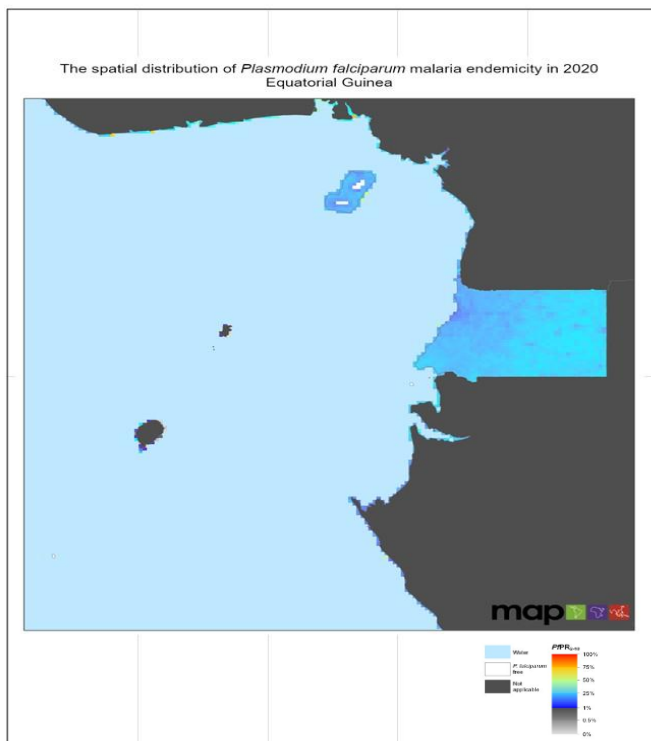 The spatial distribution of Plasmodium falciparum malaria endemicity in 2020
Equatorial Guinea
map
Water
P. falciparum
free
Not
applicable
PfPR₂₋₁₀
100%
75%
50%
25%
1%
0.5%
0%